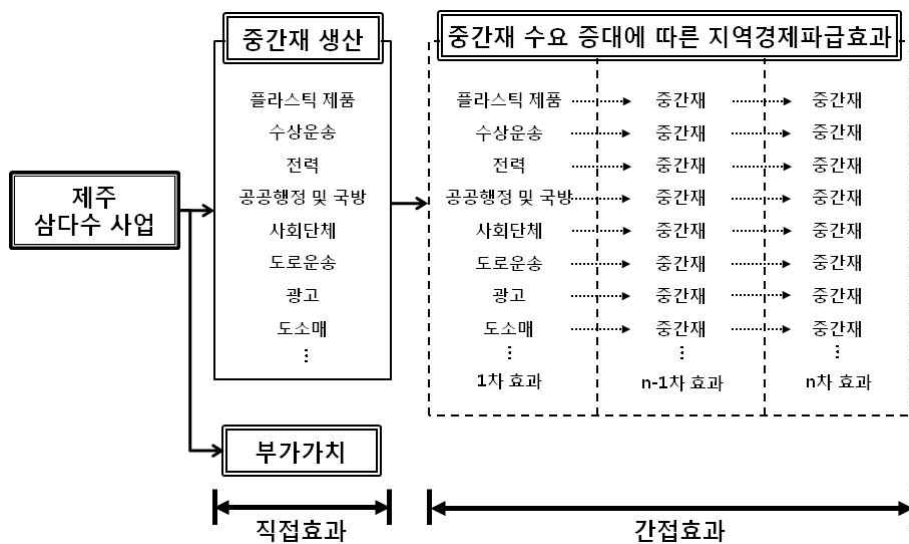 중간재 생산
중간재 수요 증대에 따른 지역경제파급효과
플라스틱 제품
플라스틱 제품
중간재
중간재
수상운송
수상운송
중간재
중간재
전력
전력
중간재
중간재
제주
삼다수 사업
공공행정 및 국방
공공행정 및 국방
중간재
중간재
사회단체
사회단체
중간재
중간재
도로운송
도로운송
중간재
중간재
광고
광고
중간재
중간재
도소매
도소매
중간재
중간재
⋮
⋮
⋮
⋮
1차 효과
n-1차 효과
n차 효과
부가가치
직접효과
간접효과